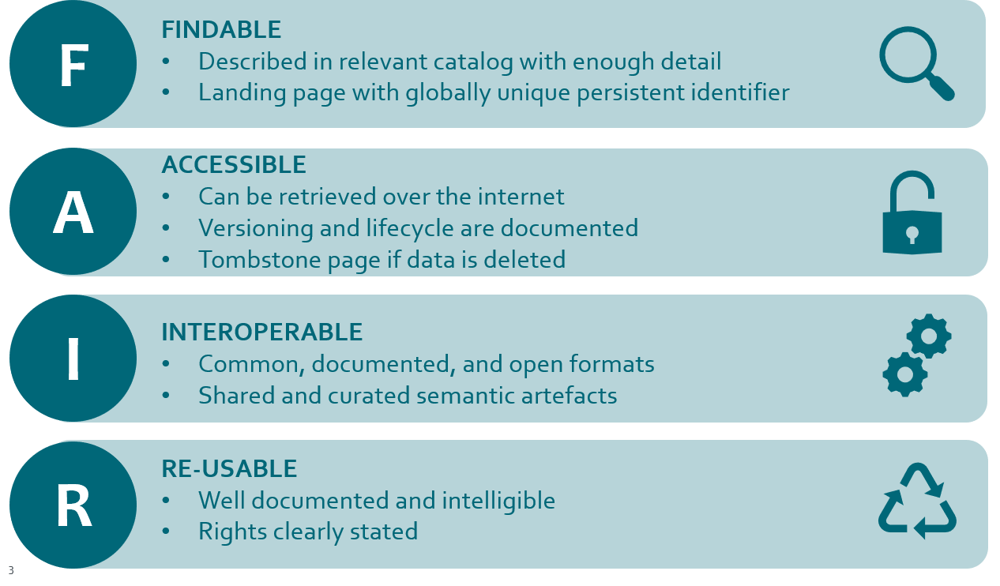 F
FINDABLE
• Described in relevant catalog with enough detail
• Landing page with globally unique persistent identifier
A
ACCESSIBLE
• Can be retrieved over the internet
• Versioning and lifecycle are documented
• Tombstone page if data is deleted
I
INTEROPERABLE
• Common, documented, and open formats
• Shared and curated semantic artefacts
R
RE-USABLE
• Well documented and intelligible
• Rights clearly stated
3